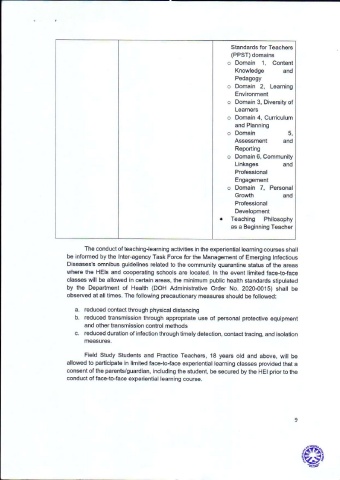 Standards for Teachers
(PPST) domains
o Domain 1, Content
Knowledge and
Pedagogy
o Domain 2, Learning
Environment
o Domain 3, Diversity of
Learners
o Domain 4, Curriculum
and Planning
o Domain 5,
Assessment and
Reporting
o Domain 6, Community
Linkages and
Professional
Engagement
o Domain 7, Personal
Growth and
Professional
Development
• Teaching Philosophy
as a Beginning Teacher
The conduct of teaching-learning activities in the experiential learning courses shall
be informed by the Inter-agency Task Force for the Management of Emerging Infectious
Diseases's omnibus guidelines related to the community quarantine status of the areas
where the HEIs and cooperating schools are located. In the event limited face-to-face
classes will be allowed in certain areas, the minimum public health standards stipulated
by the Department of Health (DOH Administrative Order No. 2020-0015) shall be
observed at all times. The following precautionary measures should be followed:
a. reduced contact through physical distancing
b. reduced transmission through appropriate use of personal protective equipment
and other transmission control methods
c. reduced duration of infection through timely detection, contact tracing, and isolation
measures.
Field Study Students and Practice Teachers, 18 years old and above, will be
allowed to participate in limited face-to-face experiential learning classes provided that a
consent of the parents/guardian, including the student, be secured by the HEI prior to the
conduct of face-to-face experiential learning course.
9